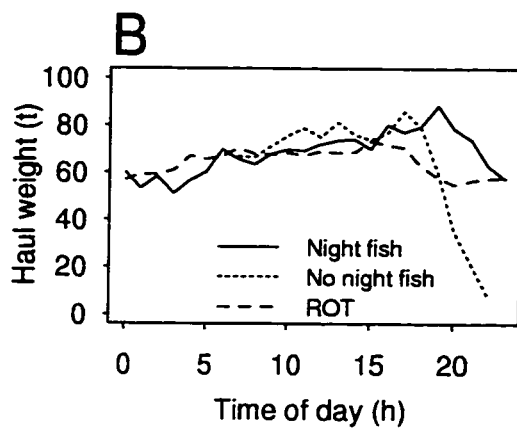 B
Haul weight (t)
100
80
60
40
20
0
Night fish
No night fish
ROT
0 5 10 15 20
Time of day (h)